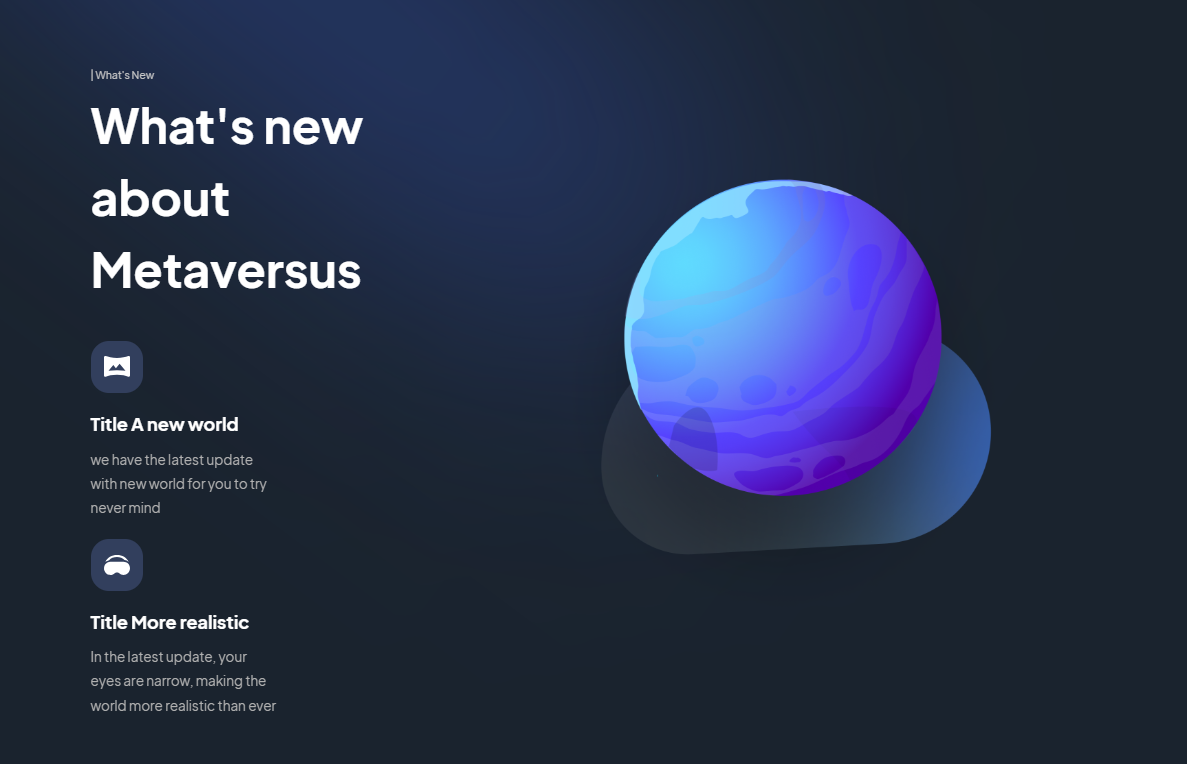 | What's New
What's new
about
Metaversus
Title A new world
we have the latest update
with new world for you to try
never mind
Title More realistic
In the latest update, your
eyes are narrow, making the
world more realistic than ever